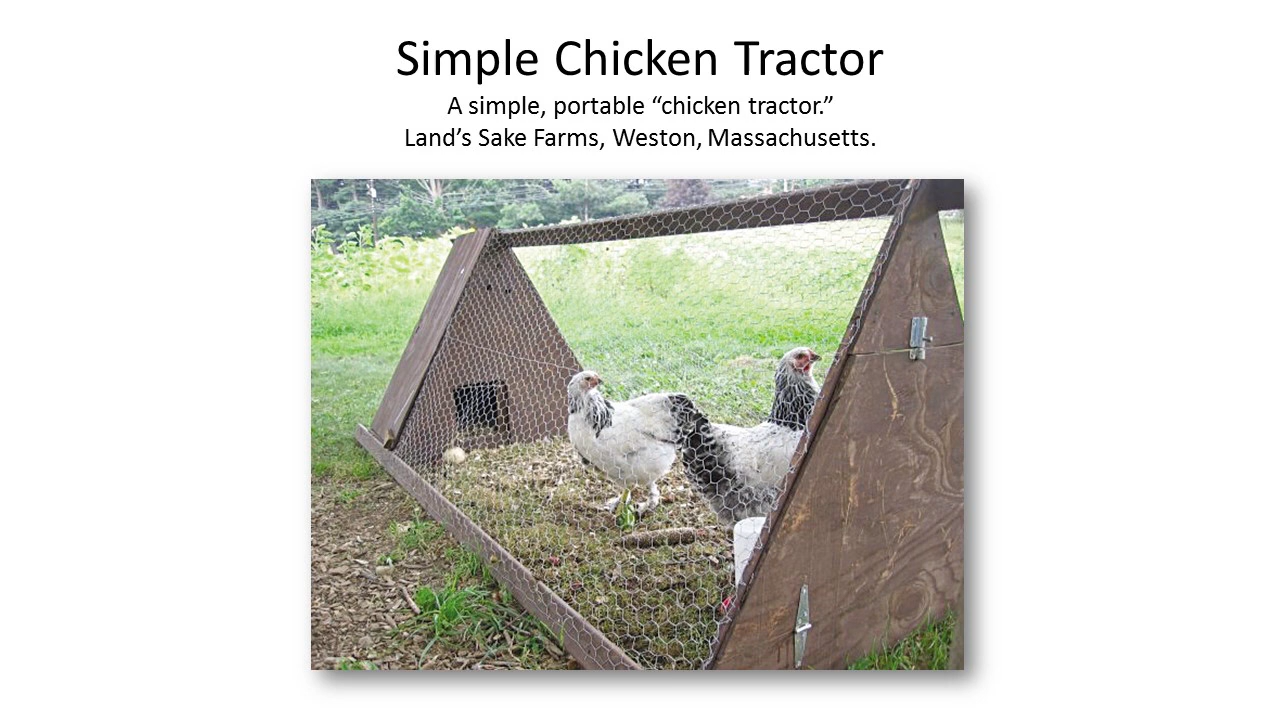 Simple Chicken Tractor
A simple, portable “chicken tractor.”
Land’s Sake Farms, Weston, Massachusetts.